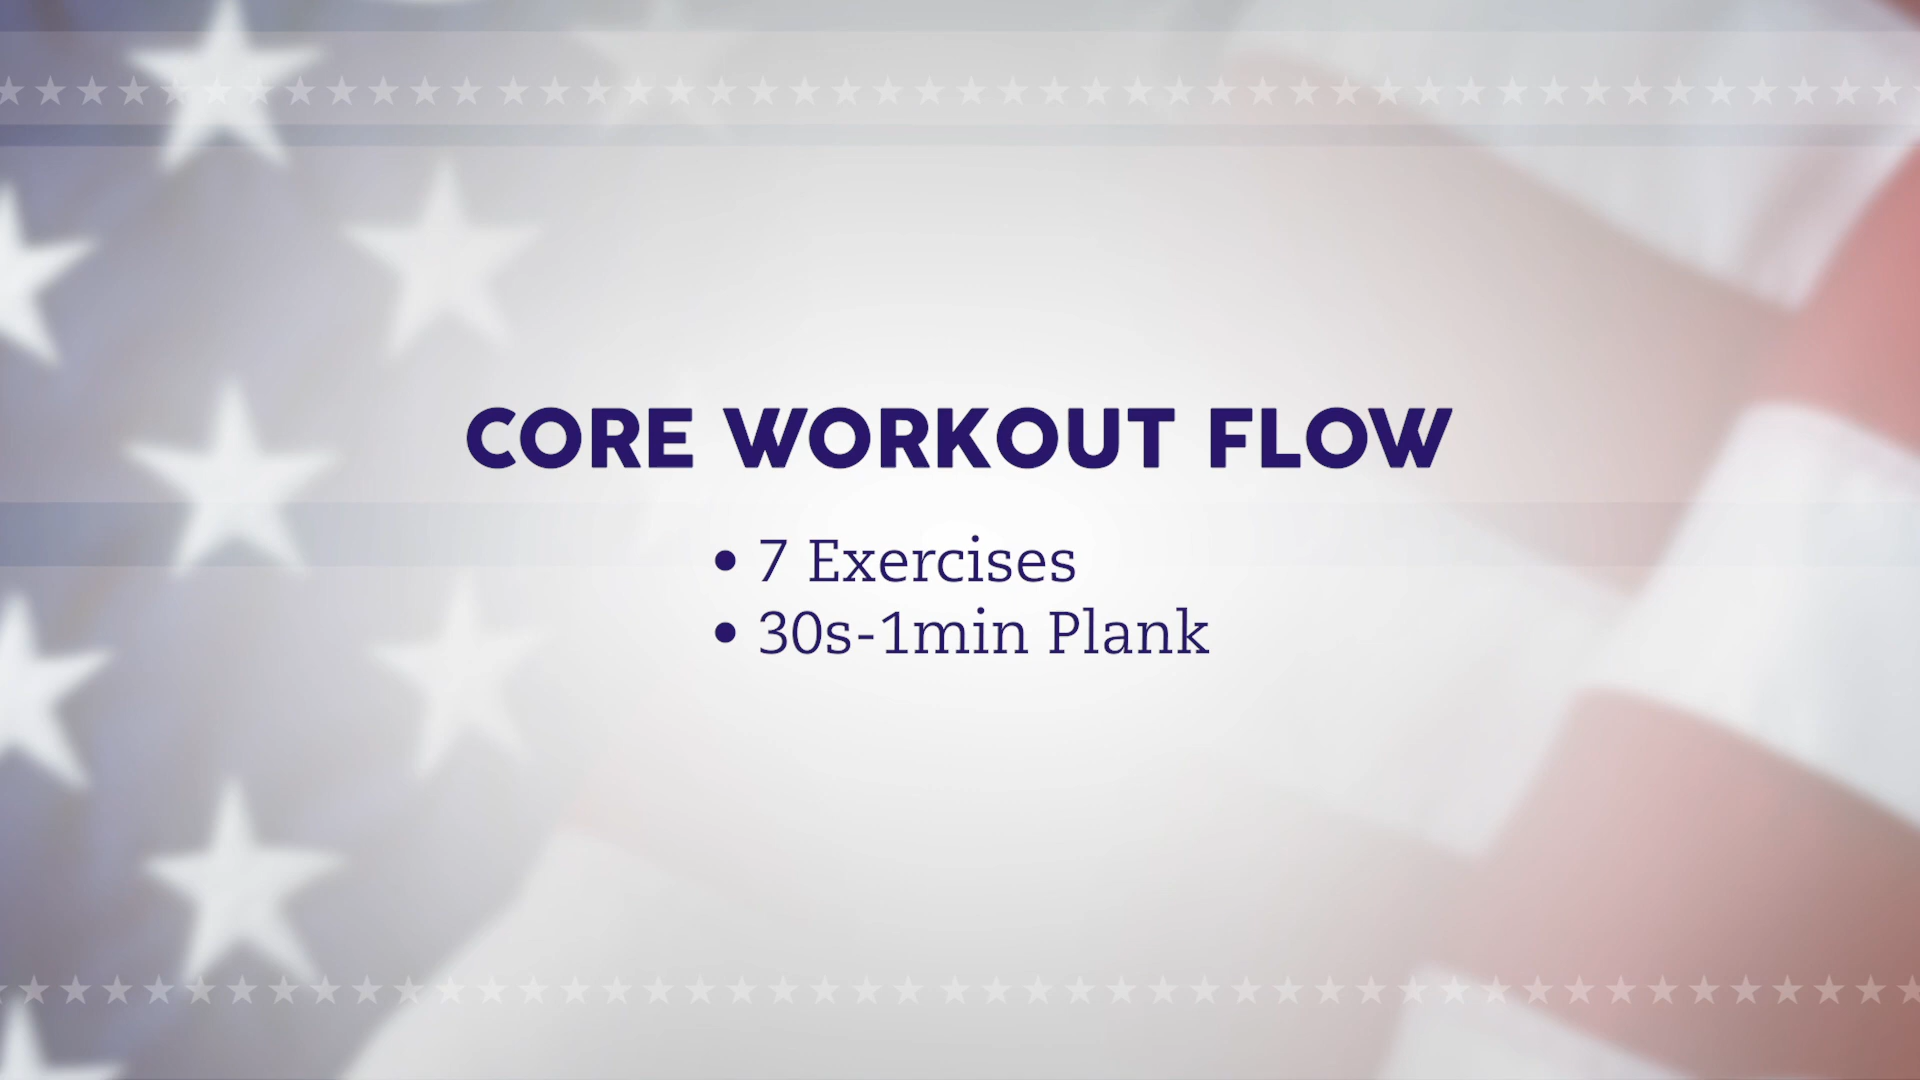 CORE WORKOUT FLOW
• 7 Exercises
• 30s-1min Plank